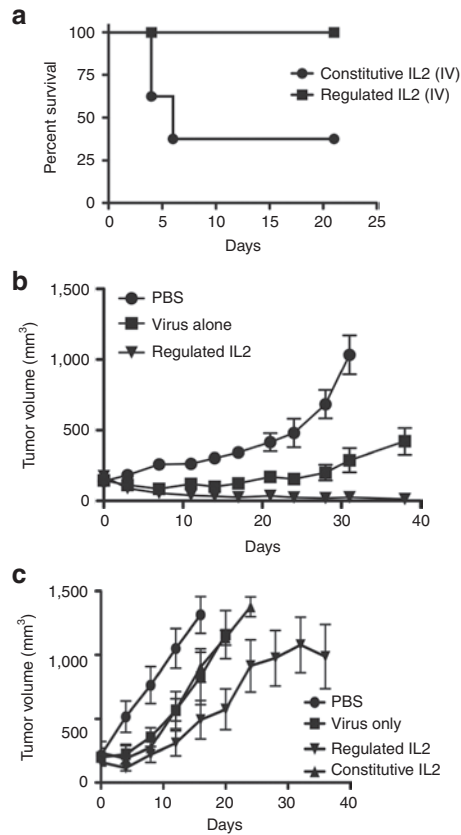 a
100
75
50
25
0
Percent survival
Constitutive IL2 (IV)
Regulated IL2 (IV)
0 5 10 15 20 25
Days
b
1,500
1,000
500
0
Tumor volume (mm³)
PBS
Virus alone
Regulated IL2
0 10 20 30 40
Days
c
1,500
1,000
500
0
Tumor volume (mm³)
PBS
Virus only
Regulated IL2
Constitutive IL2
0 10 20 30 40
Days